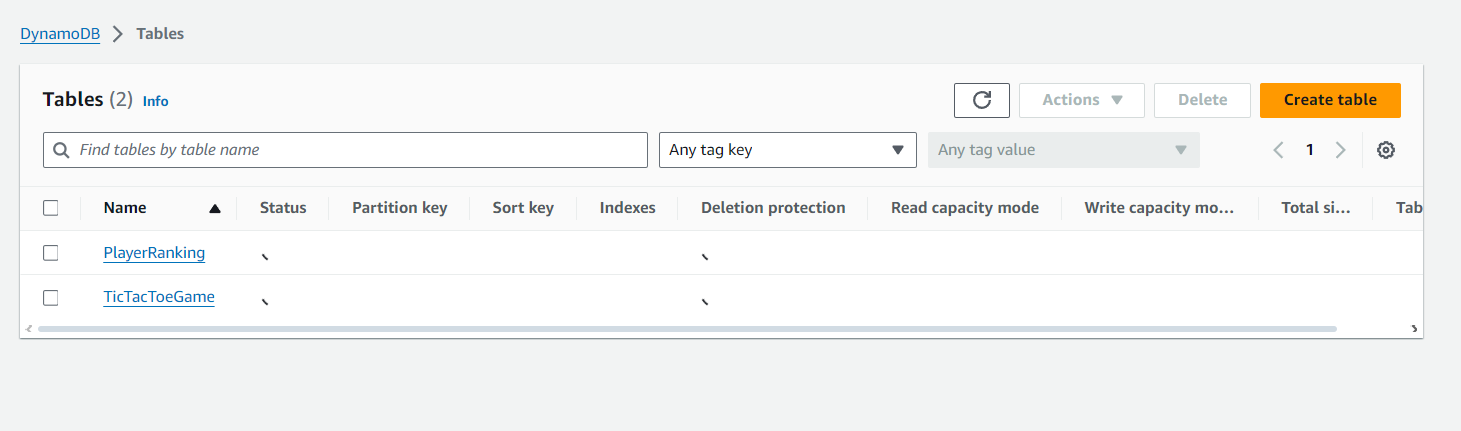 DynamoDB > Tables
Tables (2) Info Actions Delete Create table
Find tables by table name Any tag key Any tag value 1
Name Status Partition key Sort key Indexes Deletion protection Read capacity mode Write capacity mo... Total si... Tab
PlayerRanking
TicTacToeGame